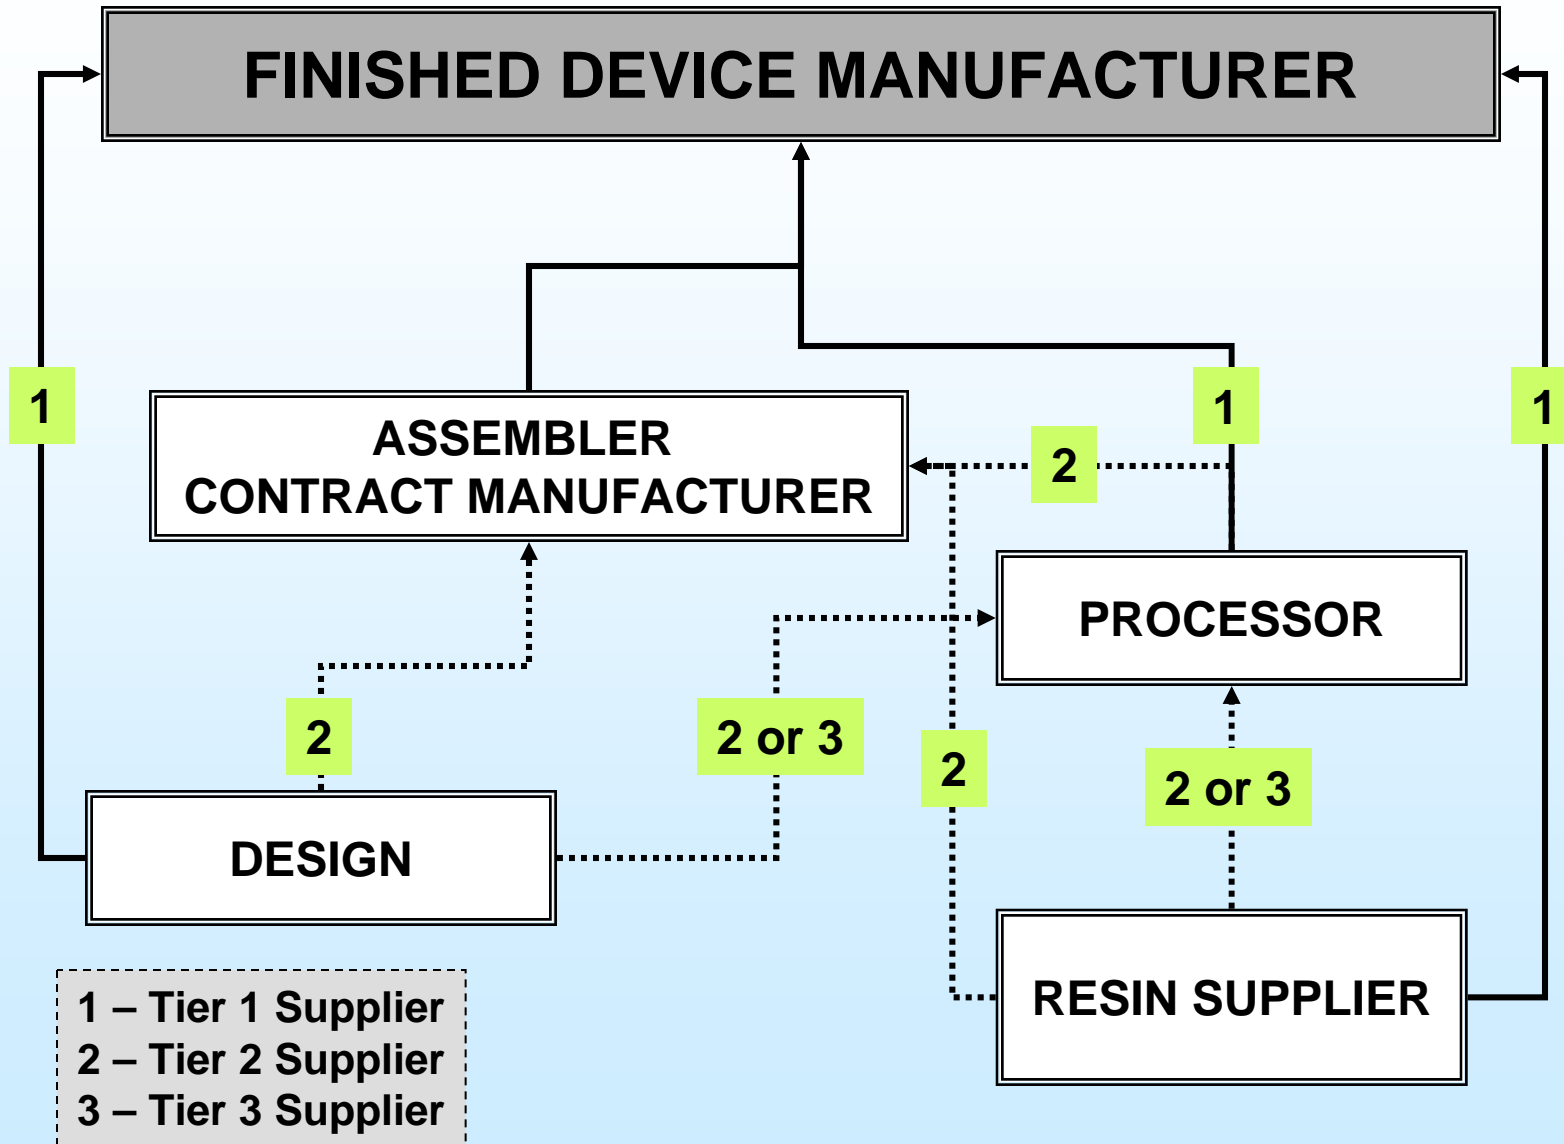 FINISHED DEVICE MANUFACTURER
1
1
1
ASSEMBLER
CONTRACT MANUFACTURER
2
PROCESSOR
2
2 or 3
2
2 or 3
DESIGN
RESIN SUPPLIER
1 – Tier 1 Supplier
2 – Tier 2 Supplier
3 – Tier 3 Supplier